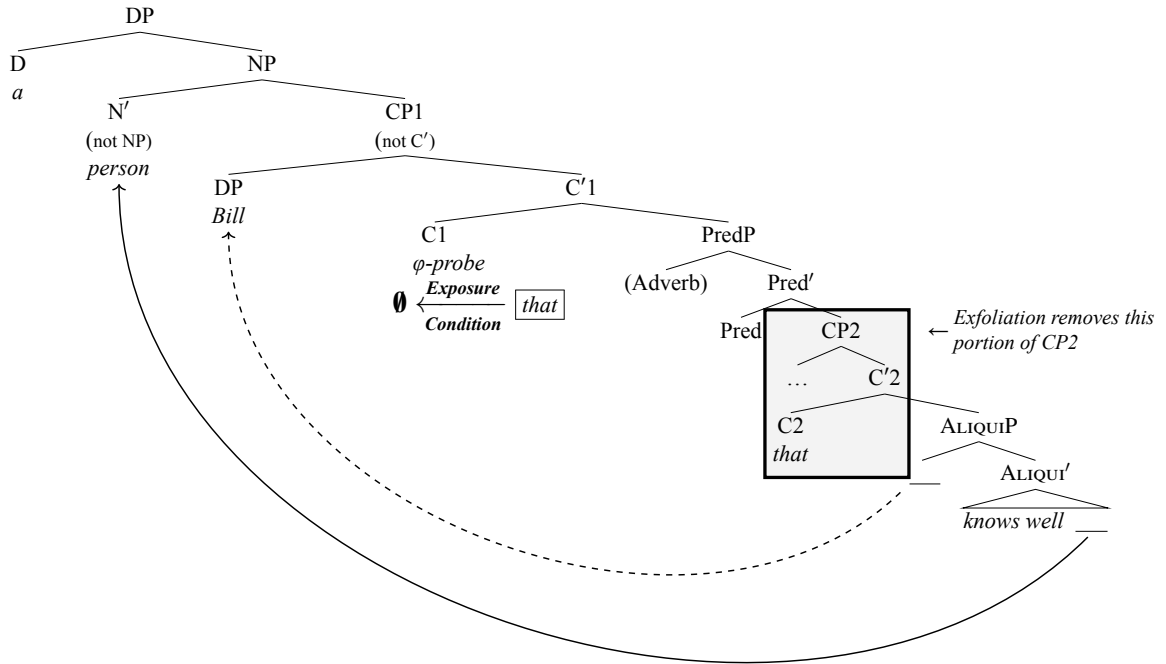 DP
D NP
a
N′ CP1
(not NP) (not C′)
person
DP C′1
Bill
C1 PredP
φ-probe
(Adverb) Pred′
∅ Exposure that
Condition
Pred CP2 ← Exfoliation removes this
portion of CP2
… C′2
C2 ALIQUIP
that
ALIQUI′
knows well